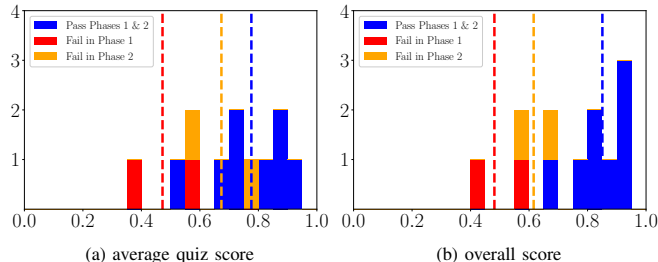 4
3
2
1
0.0 0.2 0.4 0.6 0.8 1.0
Pass Phases 1 & 2
Fail in Phase 1
Fail in Phase 2
(a) average quiz score
4
3
2
1
0.0 0.2 0.4 0.6 0.8 1.0
Pass Phases 1 & 2
Fail in Phase 1
Fail in Phase 2
(b) overall score